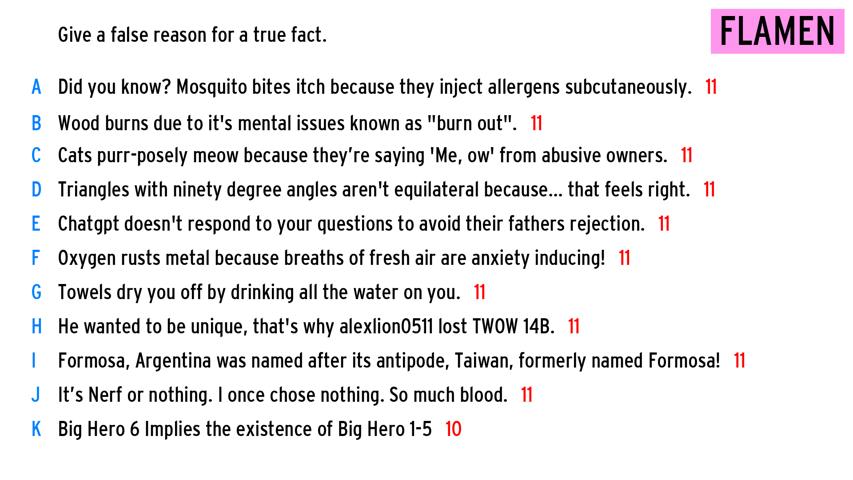 Give a false reason for a true fact.
FLAMEN
A Did you know? Mosquito bites itch because they inject allergens subcutaneously. 11
B Wood burns due to it's mental issues known as "burn out". 11
C Cats purr-posely meow because they’re saying 'Me, ow' from abusive owners. 11
D Triangles with ninety degree angles aren't equilateral because... that feels right. 11
E Chatgpt doesn't respond to your questions to avoid their fathers rejection. 11
F Oxygen rusts metal because breaths of fresh air are anxiety inducing! 11
G Towels dry you off by drinking all the water on you. 11
H He wanted to be unique, that's why alexlion0511 lost TWOW 14B. 11
I Formosa, Argentina was named after its antipode, Taiwan, formerly named Formosa! 11
J It’s Nerf or nothing. I once chose nothing. So much blood. 11
K Big Hero 6 Implies the existence of Big Hero 1-5 10